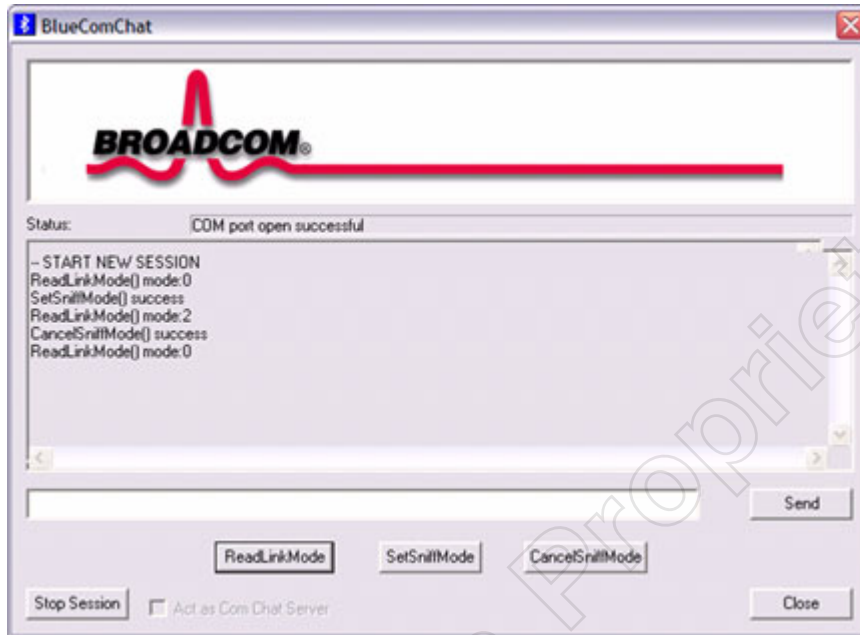 BlueComChat
BROADCOM®
Status: COM port open successful
-- START NEW SESSION
ReadLinkMode() mode:0
SetSniffMode() success
ReadLinkMode() mode:2
CancelSniffMode() success
ReadLinkMode() mode:0
Send
ReadLinkMode SetSniffMode CancelSniffMode
Stop Session Act as Com Chat Server Close